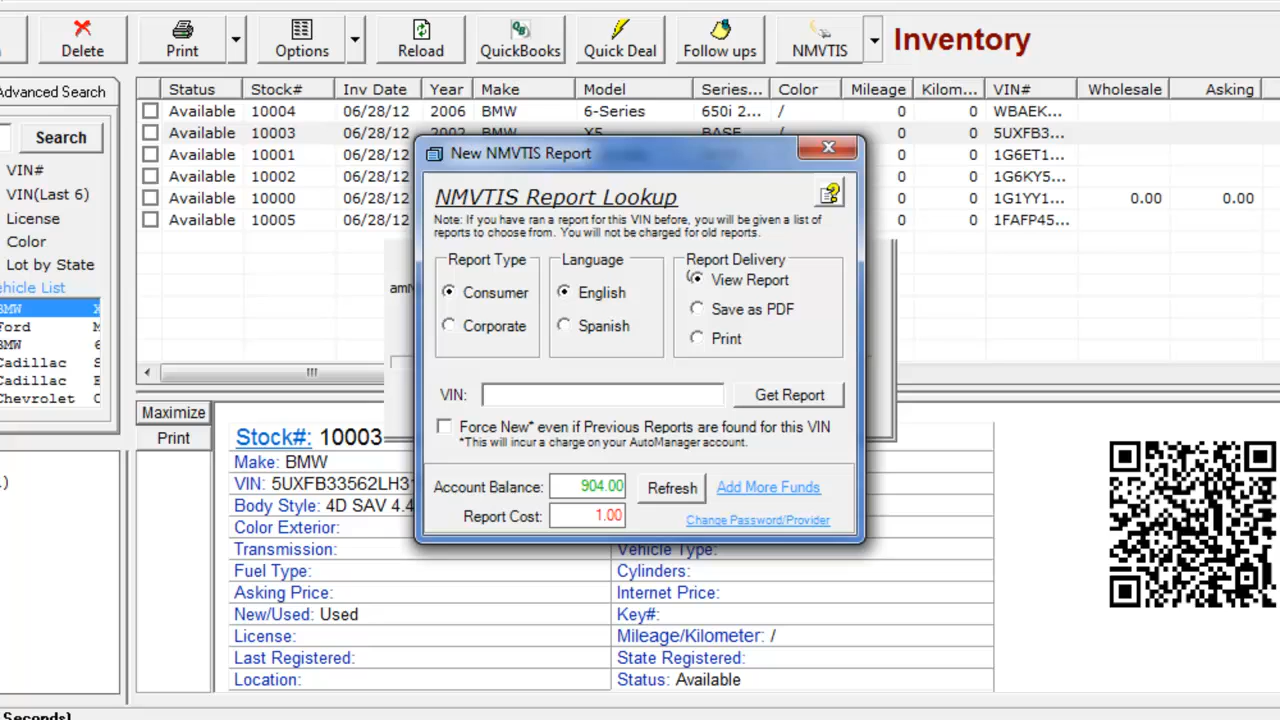 Delete
Print
Options
Reload
QuickBooks
Quick Deal
Follow ups
NMVTIS
Inventory
Advanced Search
Search
VIN#
VIN(Last 6)
License
Color
Lot by State
Status Stock# Inv Date Year Make Model Series... Color Mileage Kilom... VIN# Wholesale Asking
Available 10004 06/28/12 2006 BMW 6-Series 650i 2... / 0 0 WBAEK...
Available 10003 06/28/12 2002 BMW X5 BASE / 0 0 5UXFB3...
Available 10001 06/28/12 0 0 1G6ET1...
Available 10002 06/28/12 0 0 1G6KY5...
Available 10000 06/28/12 0 0 1G1YY1... 0.00 0.00
Available 10005 06/28/12 0 0 1FAFP45...
ehicle List
BMW X
Ford M
BMW 6
Cadillac S
Cadillac E
Chevrolet C
New NMVTIS Report
NMVTIS Report Lookup
Note: If you have ran a report for this VIN before, you will be given a list of
reports to choose from. You will not be charged for old reports.
Report Type
Consumer
Corporate
Language
English
Spanish
Report Delivery
View Report
Save as PDF
Print
VIN:
Get Report
Force New* even if Previous Reports are found for this VIN
*This will incur a charge on your AutoManager account.
Account Balance: 904.00 Refresh Add More Funds
Report Cost: 1.00 Change Password/Provider
Maximize
Print
Stock#: 10003
Make: BMW
VIN: 5UXFB33562LH3
Body Style: 4D SAV 4.4
Color Exterior:
Transmission: Vehicle Type:
Fuel Type: Cylinders:
Asking Price: Internet Price:
New/Used: Used Key#:
License: Mileage/Kilometer: /
Last Registered: State Registered:
Location: Status: Available
Seconds)